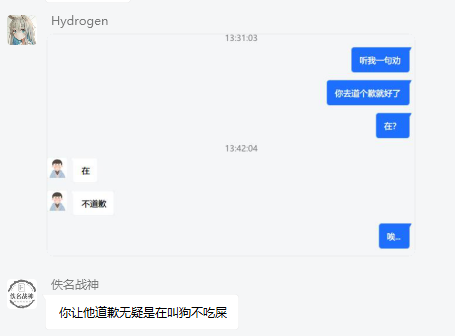 Hydrogen
13:31:03
听我一句劝
你去道个歉就好了
在?
13:42:04
在
不道歉
唉...
佚名战神
佚名战神
你让他道歉无疑是在叫狗不吃屎